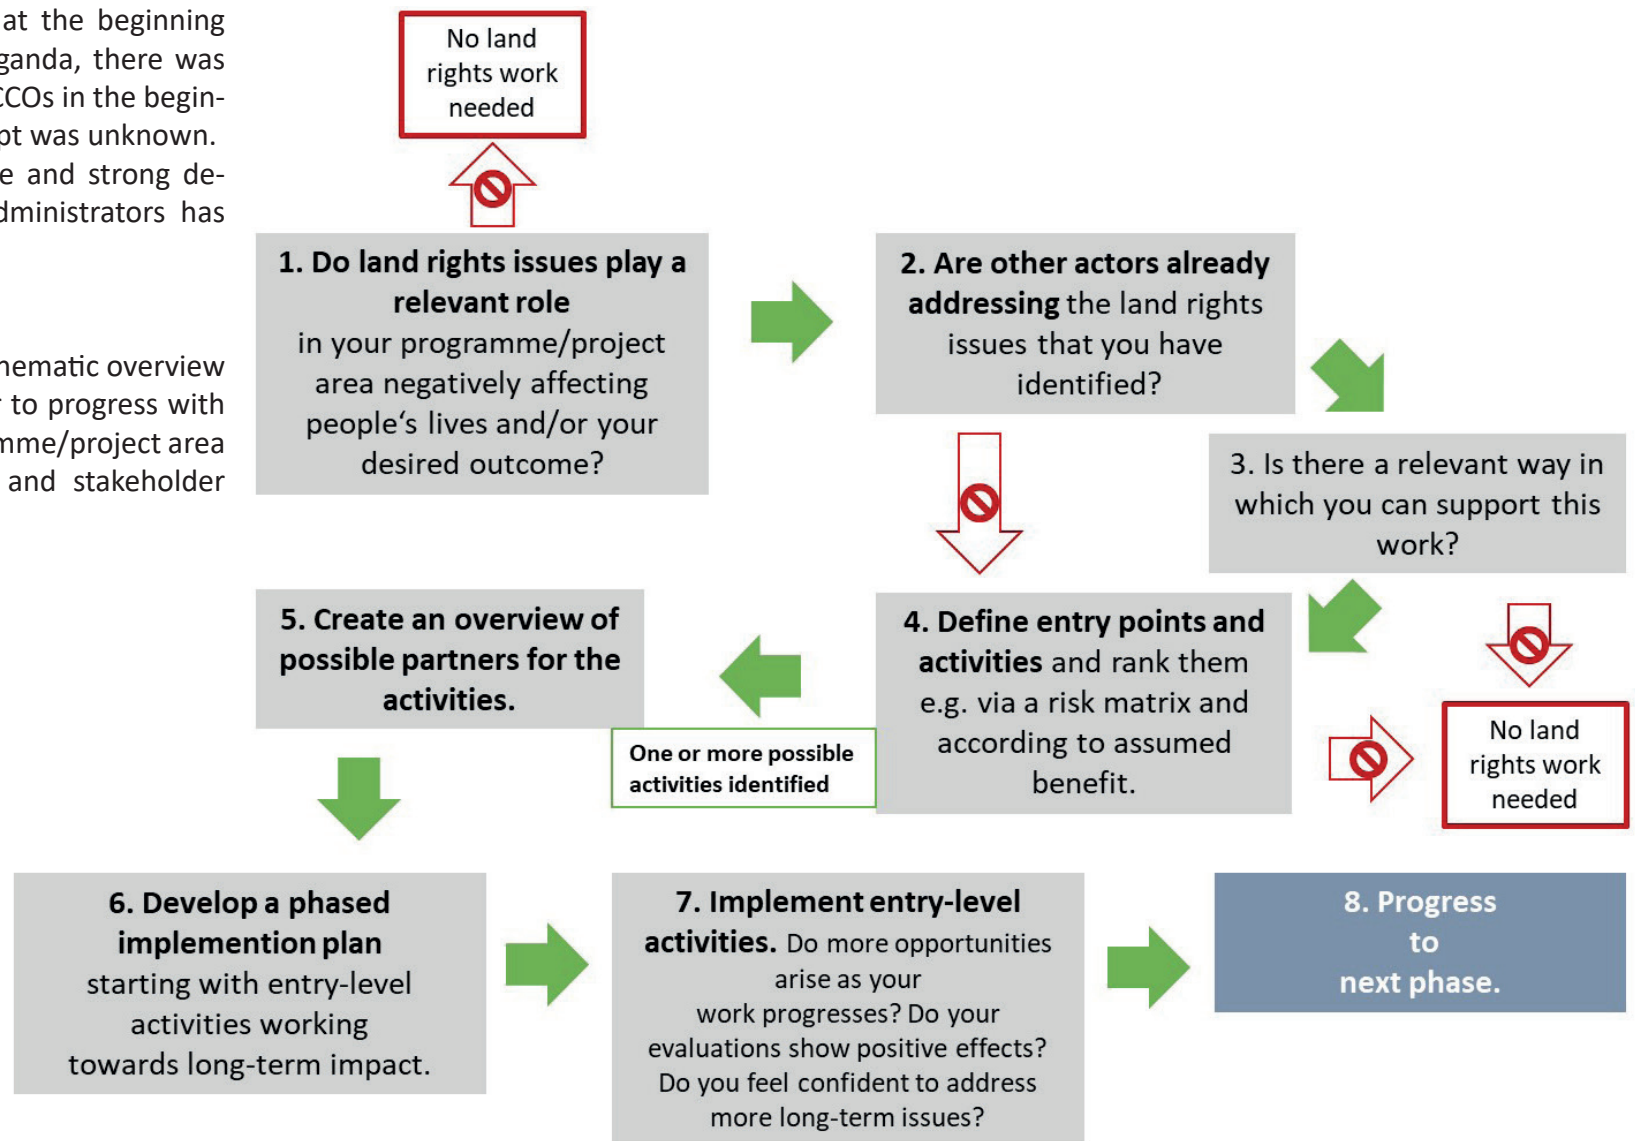 at the beginning
ganda, there was
CCOs in the begin-
pt was unknown.
e and strong de-
dministrators has
hematic overview
r to progress with
mme/project area
and stakeholder
No land
rights work
needed
1. Do land rights issues play a
relevant role
in your programme/project
area negatively affecting
people‘s lives and/or your
desired outcome?
2. Are other actors already
addressing the land rights
issues that you have
identified?
3. Is there a relevant way in
which you can support this
work?
4. Define entry points and
activities and rank them
e.g. via a risk matrix and
according to assumed
benefit.
No land
rights work
needed
One or more possible
activities identified
5. Create an overview of
possible partners for the
activities.
6. Develop a phased
implemention plan
starting with entry-level
activities working
towards long-term impact.
7. Implement entry-level
activities. Do more opportunities
arise as your
work progresses? Do your
evaluations show positive effects?
Do you feel confident to address
more long-term issues?
8. Progress
to
next phase.